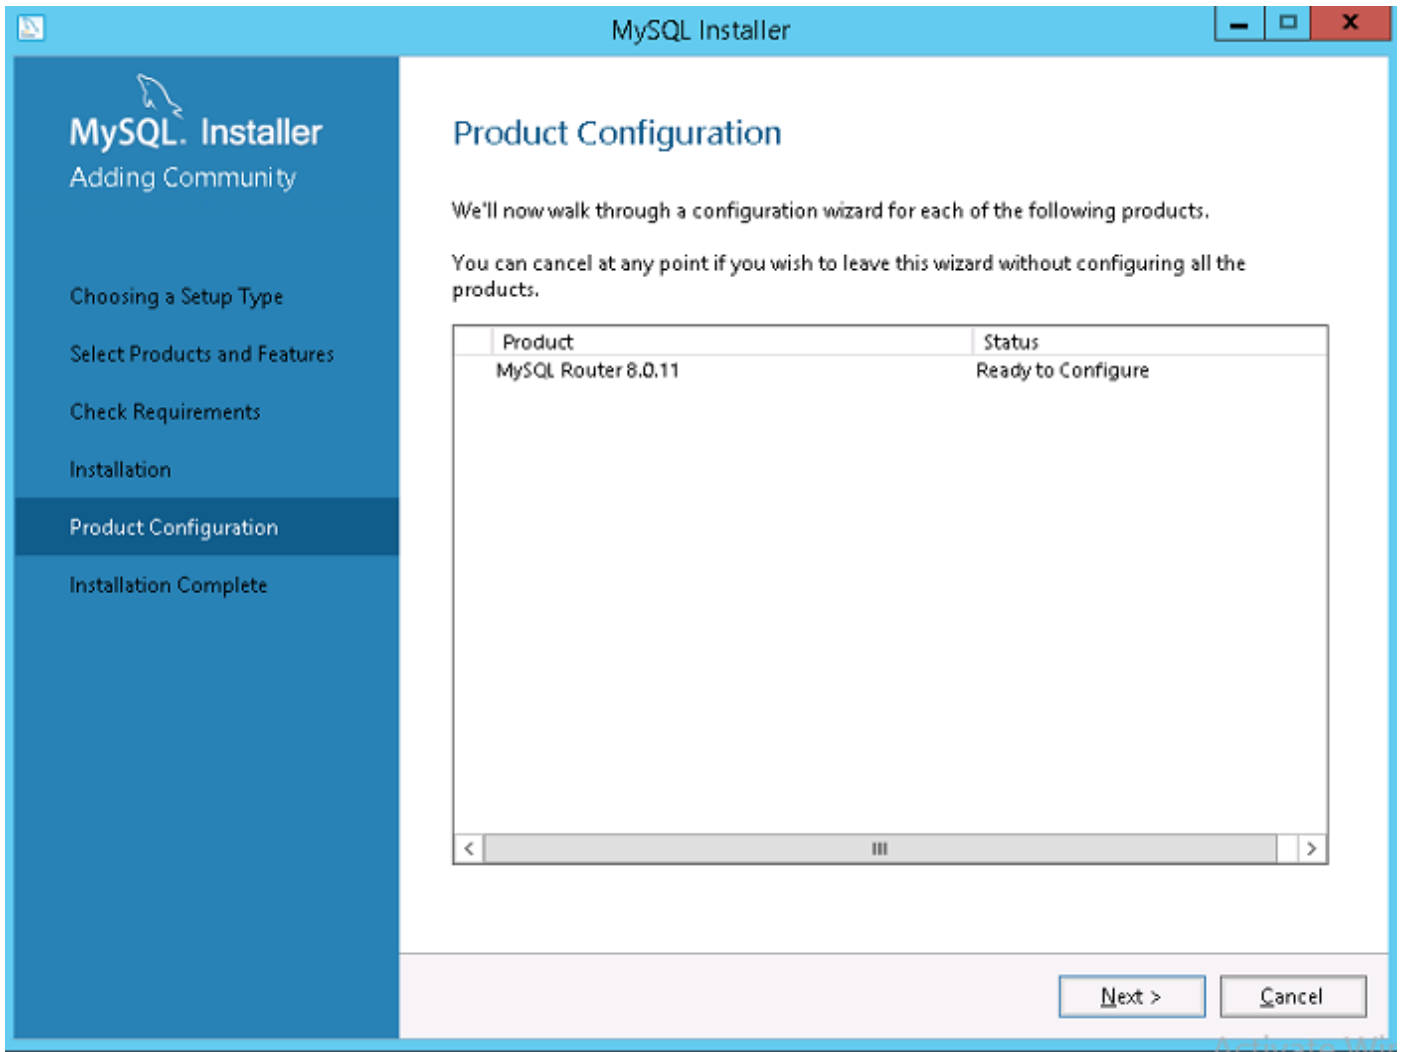 MySQL Installer
MySQL. Installer
Adding Community
Choosing a Setup Type
Select Products and Features
Check Requirements
Installation
Product Configuration
Installation Complete
Product Configuration
We'll now walk through a configuration wizard for each of the following products.
You can cancel at any point if you wish to leave this wizard without configuring all the
products.
Product Status
MySQL Router 8.0.11 Ready to Configure
Next > Cancel